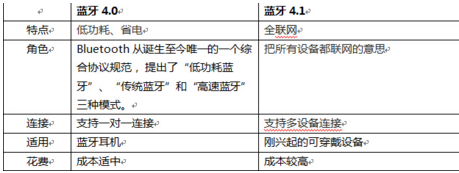 蓝牙 4.0 蓝牙 4.1
特点 低功耗、省电 全联网
角色 Bluetooth 从诞生至今唯一的一个综 把所有设备都联网的意思
合协议规范，提出了“低功耗蓝
牙”、“传统蓝牙”和“高速蓝牙”
三种模式。
连接 支持一对一连接 支持多设备连接
适用 蓝牙耳机 刚兴起的可穿戴设备
花费 成本适中 成本较高